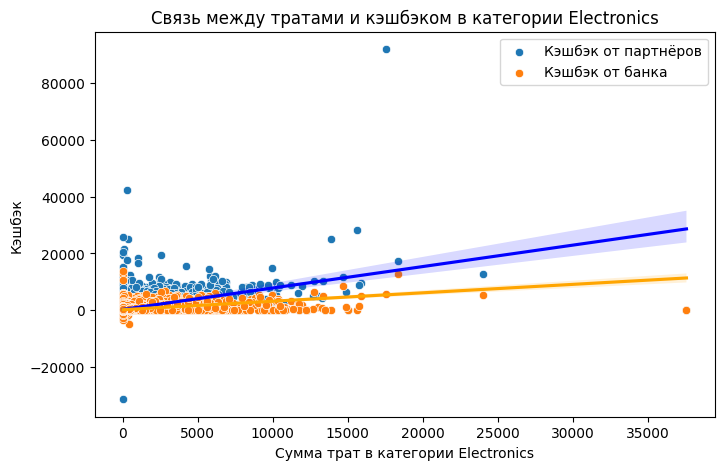 Связь между тратами и кэшбэком в категории Electronics
Кэшбэк от партнёров
Кэшбэк от банка
80000
60000
40000
20000
0
−20000
Кэшбэк
0 5000 10000 15000 20000 25000 30000 35000
Сумма трат в категории Electronics